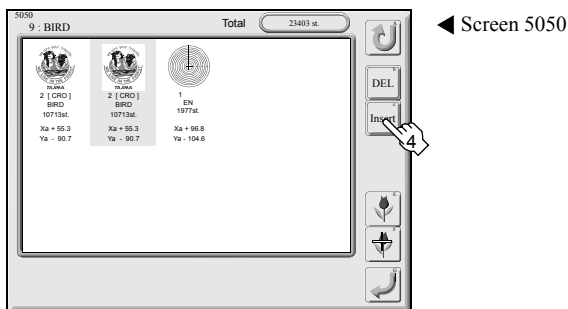 5050
9 : BIRD
Total 23403 st.
◀ Screen 5050
DEL
Insert
4
TAJIMA TAJIMA
2 [ CRO ] 2 [ CRO ] 1
BIRD BIRD EN
10713st. 10713st. 1977st.
Xa + 55.3 Xa + 55.3 Xa + 96.8
Ya - 90.7 Ya - 90.7 Ya - 104.6